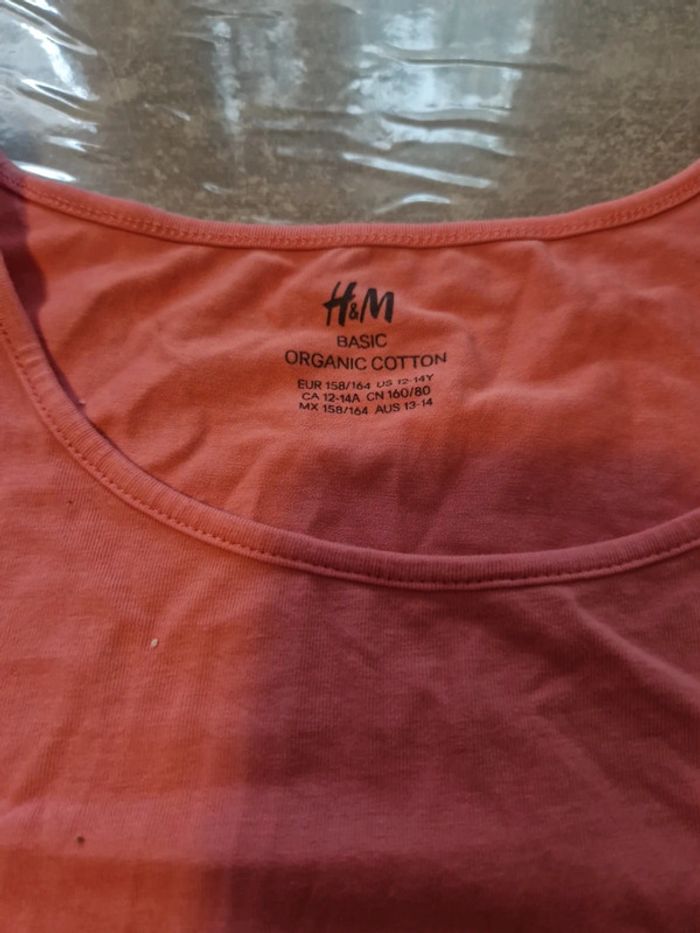 H&M
BASIC
ORGANIC COTTON
EUR 158/164 US 12-14Y
CA 12-14A CN 160/80
MX 158/164 AUS 13-14